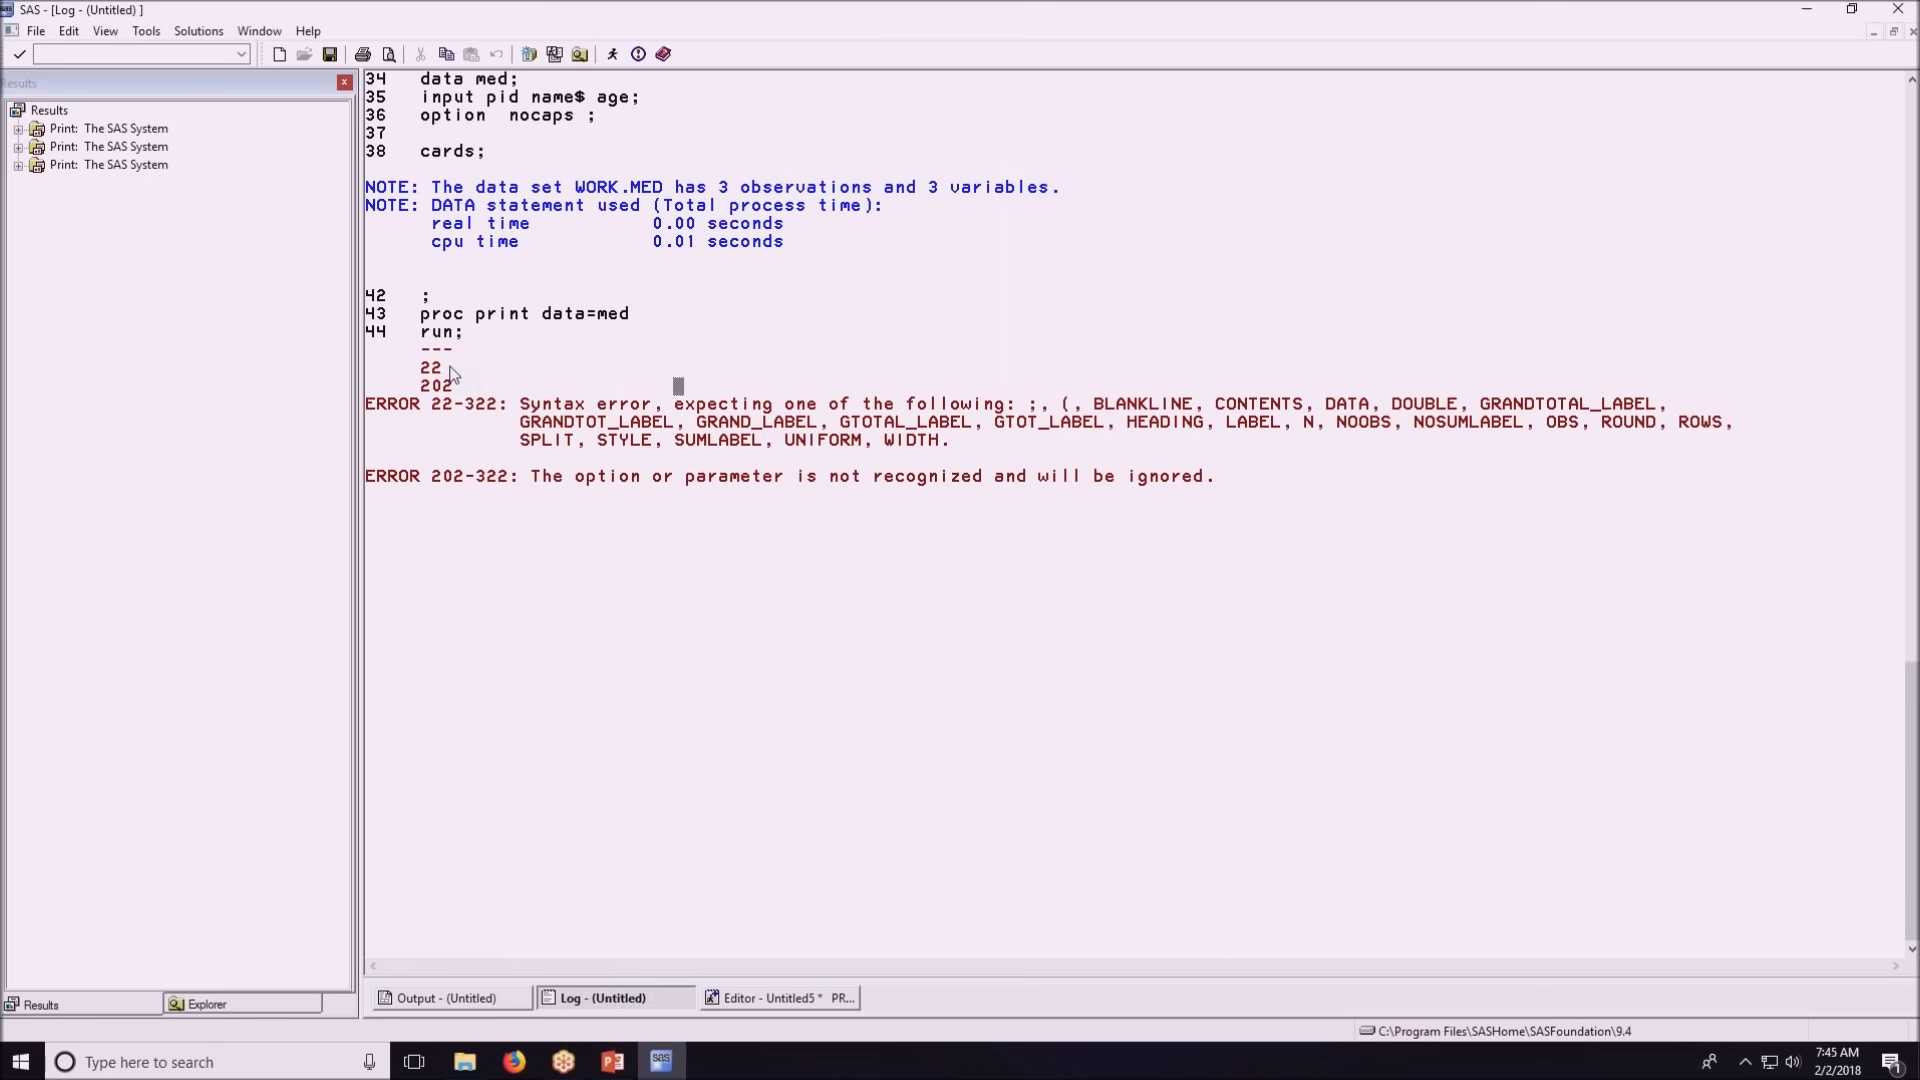 SAS - [Log - (Untitled) ]
File Edit View Tools Solutions Window Help
Results
Results
Print: The SAS System
Print: The SAS System
Print: The SAS System
34 data med;
35 input pid name$ age;
36 option nocaps ;
37
38 cards;
NOTE: The data set WORK.MED has 3 observations and 3 variables.
NOTE: DATA statement used (Total process time):
real time 0.00 seconds
cpu time 0.01 seconds
42 ;
43 proc print data=med
44 run;
---
22
202
ERROR 22-322: Syntax error, expecting one of the following: ;, (, BLANKLINE, CONTENTS, DATA, DOUBLE, GRANDTOTAL_LABEL,
GRANDTOT_LABEL, GRAND_LABEL, GTOTAL_LABEL, GTOT_LABEL, HEADING, LABEL, N, NOOBS, NOSUMLABEL, OBS, ROUND, ROWS,
SPLIT, STYLE, SUMLABEL, UNIFORM, WIDTH.
ERROR 202-322: The option or parameter is not recognized and will be ignored.
Results Explorer
Output - (Untitled) Log - (Untitled) Editor - Untitled5 * PR...
C:\Program Files\SASHome\SASFoundation\9.4
Type here to search
sas
7:45 AM
2/2/2018
1